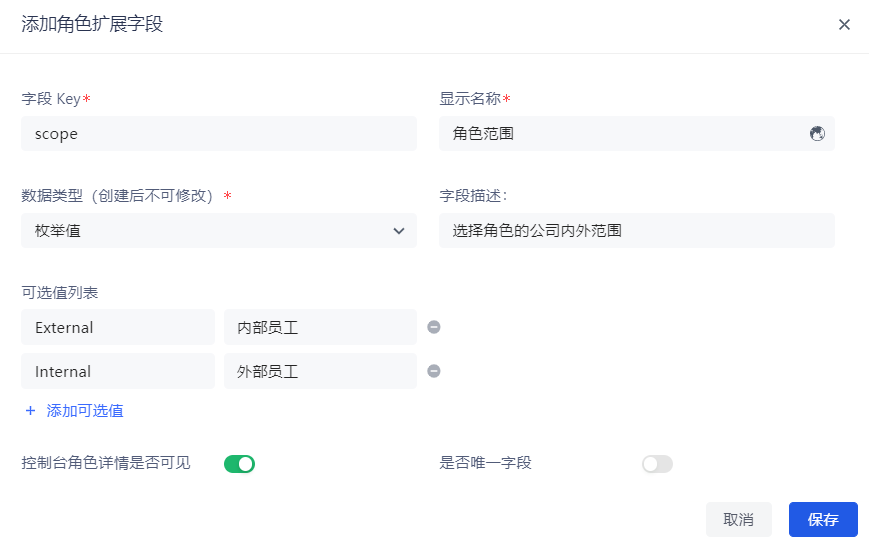 添加角色扩展字段
字段 Key* 显示名称*
scope 角色范围
数据类型（创建后不可修改） * 字段描述:
枚举值 选择角色的公司内外范围
可选值列表
External 内部员工
Internal 外部员工
+ 添加可选值
控制台角色详情是否可见 是否唯一字段
取消 保存